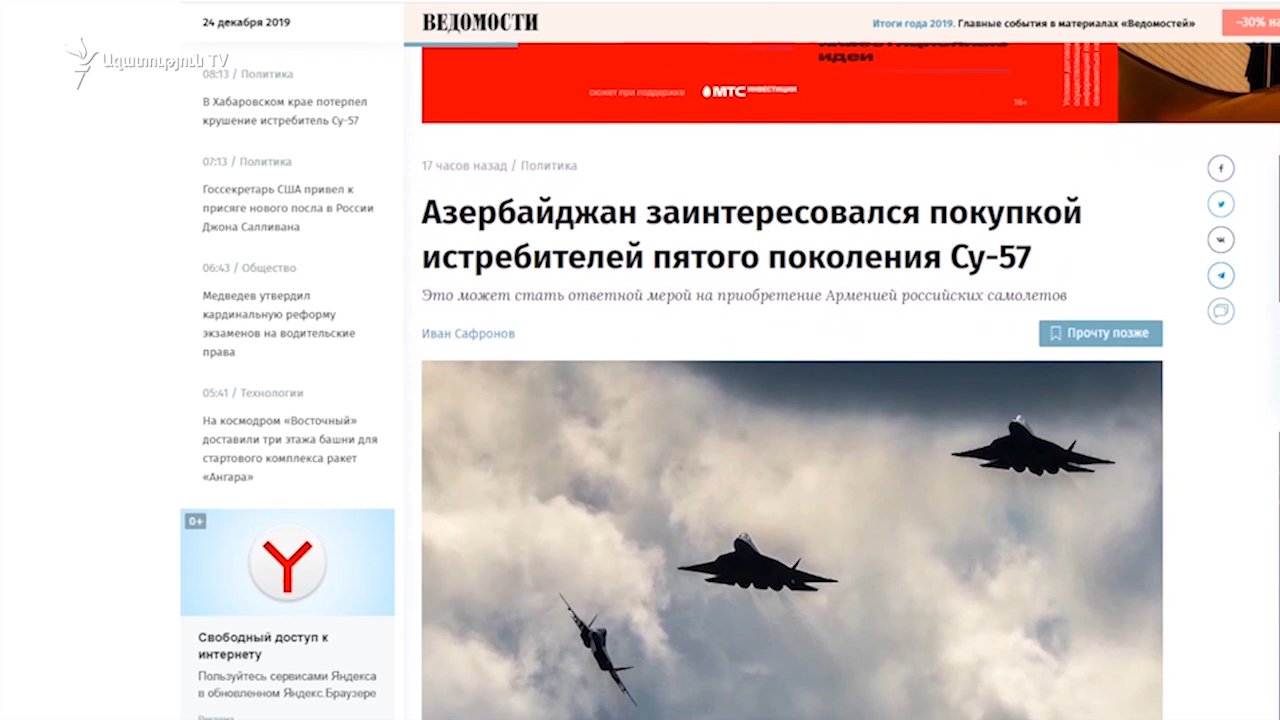 Ազատություն TV
24 декабря 2019
ВЕДОМОСТИ
Итоги года 2019. Главные события в материалах «Ведомостей»
−30% на
08:13 / Политика
В Хабаровском крае потерпел
крушение истребитель Су-57
07:13 / Политика
Госсекретарь США привел к
присяге нового посла в России
Джона Салливана
06:43 / Общество
Медведев утвердил
кардинальную реформу
экзаменов на водительские
права
05:41 / Технологии
На космодром «Восточный»
доставили три этажа башни для
стартового комплекса ракет
«Ангара»
0+
Свободный доступ к
интернету
Пользуйтесь сервисами Яндекса
в обновленном Яндекс.Браузере
Реклама
идеи
сюжет при поддержке
МТС ИНВЕСТИЦИИ
16+
17 часов назад / Политика
Азербайджан заинтересовался покупкой
истребителей пятого поколения Су-57
Это может стать ответной мерой на приобретение Арменией российских самолетов
Иван Сафронов
Прочту позже